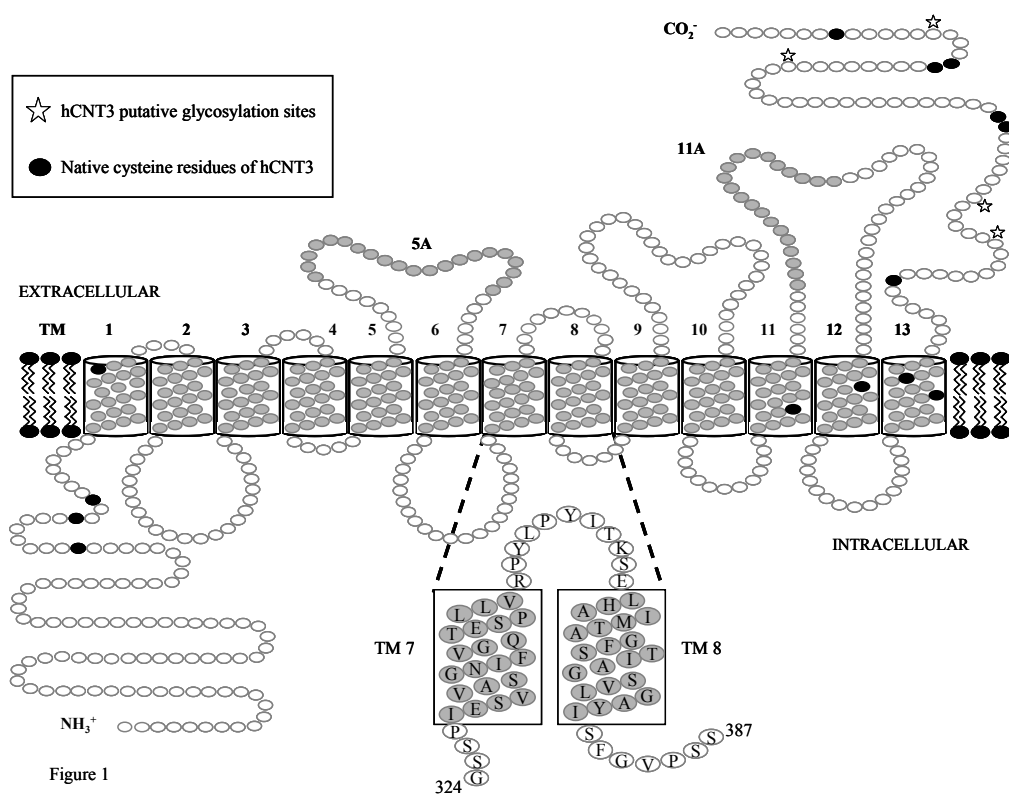 CO₂⁻
hCNT3 putative glycosylation sites
Native cysteine residues of hCNT3
11A
5A
EXTRACELLULAR
TM 1 2 3 4 5 6 7 8 9 10 11 12 13
INTRACELLULAR
R P Y L P Y I T K S E
TM 7
L L V
T E S P
V G Q
G N I F
V A S
I E S V
P S S G
324
TM 8
A H L
A T M I
S F G
G A I T
L V S
I Y A G
S F G V P S S
387
NH₃⁺
Figure 1